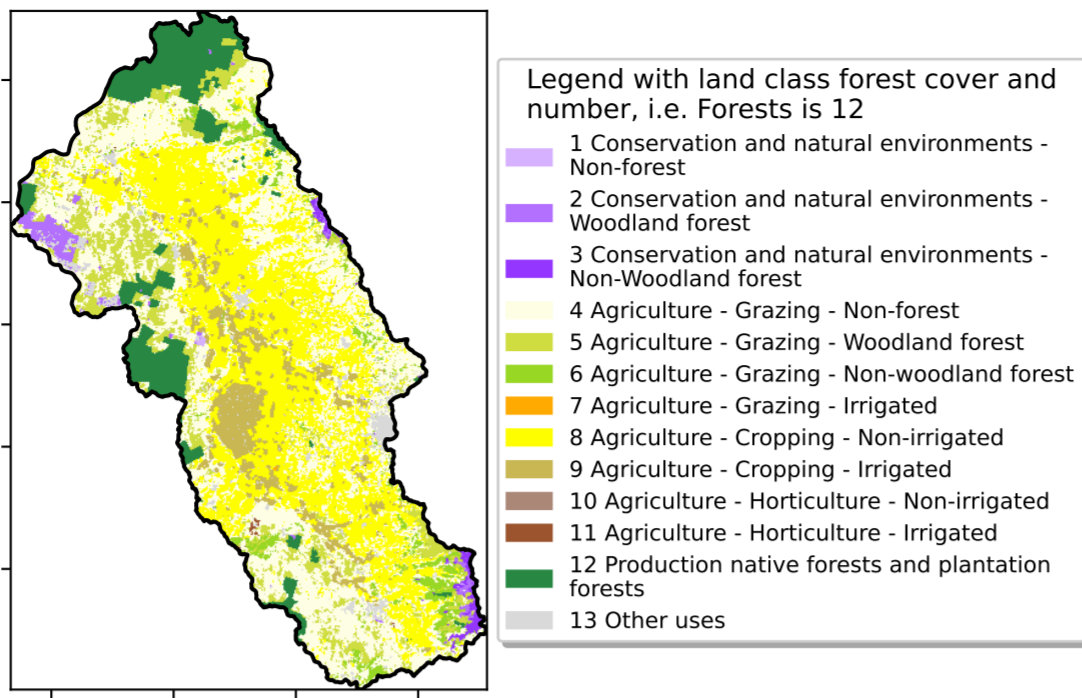 Legend with land class forest cover and
number, i.e. Forests is 12
1 Conservation and natural environments -
Non-forest
2 Conservation and natural environments -
Woodland forest
3 Conservation and natural environments -
Non-Woodland forest
4 Agriculture - Grazing - Non-forest
5 Agriculture - Grazing - Woodland forest
6 Agriculture - Grazing - Non-woodland forest
7 Agriculture - Grazing - Irrigated
8 Agriculture - Cropping - Non-irrigated
9 Agriculture - Cropping - Irrigated
10 Agriculture - Horticulture - Non-irrigated
11 Agriculture - Horticulture - Irrigated
12 Production native forests and plantation
forests
13 Other uses